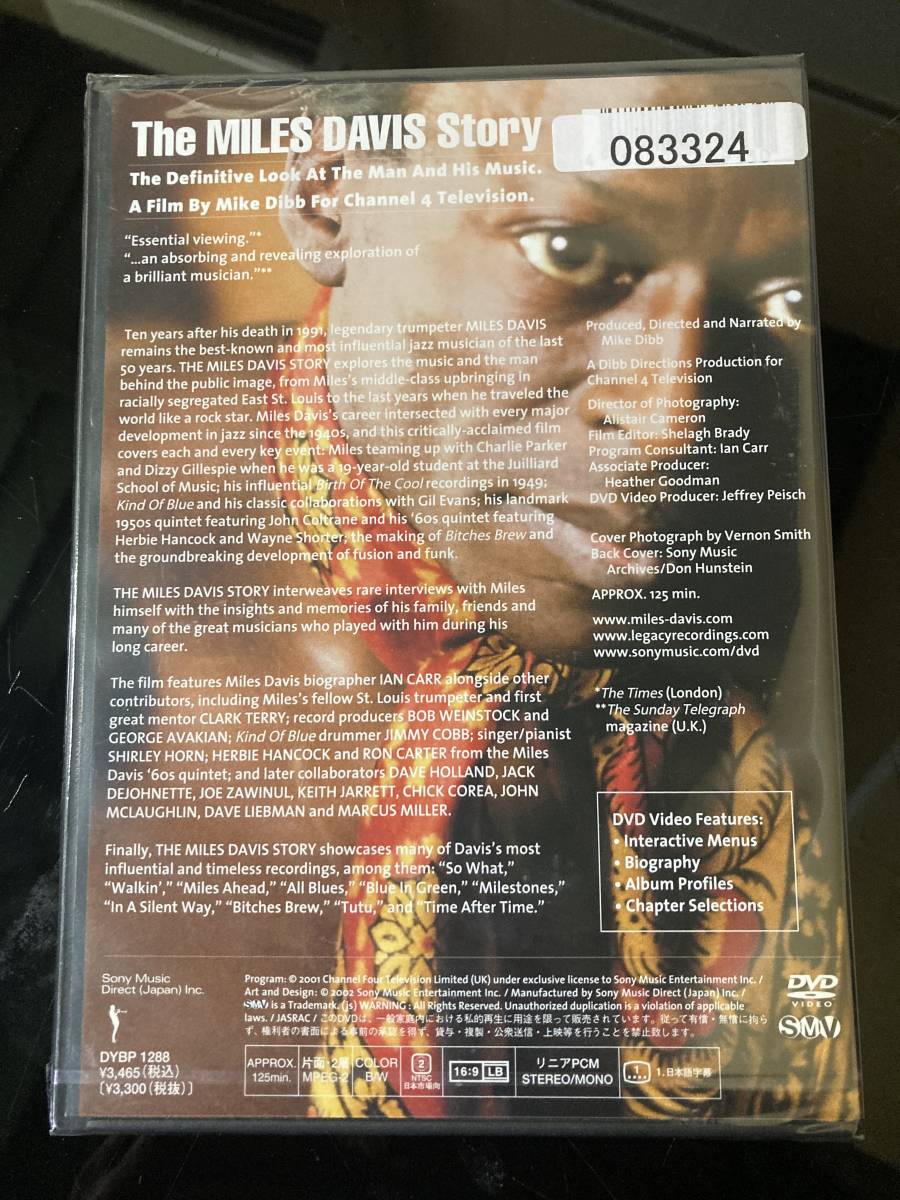 The MILES DAVIS Story
083324
The Definitive Look At The Man And His Music.
A Film By Mike Dibb For Channel 4 Television.
“Essential viewing.”*
“...an absorbing and revealing exploration of
a brilliant musician.”**
Ten years after his death in 1991, legendary trumpeter MILES DAVIS
remains the best-known and most influential jazz musician of the last
50 years. THE MILES DAVIS STORY explores the music and the man
behind the public image, from Miles’s middle-class upbringing in
racially segregated East St. Louis to the last years when he traveled the
world like a rock star. Miles Davis’s career intersected with every major
development in jazz since the 1940s, and this critically-acclaimed film
covers each and every key event: Miles teaming up with Charlie Parker
and Dizzy Gillespie when he was a 19-year-old student at the Juilliard
School of Music; his influential Birth Of The Cool recordings in 1949;
Kind Of Blue and his classic collaborations with Gil Evans; his landmark
1950s quintet featuring John Coltrane and his ‘60s quintet featuring
Herbie Hancock and Wayne Shorter; the making of Bitches Brew and
the groundbreaking development of fusion and funk.
THE MILES DAVIS STORY interweaves rare interviews with Miles
himself with the insights and memories of his family, friends and
many of the great musicians who played with him during his
long career.
The film features Miles Davis biographer IAN CARR alongside other
contributors, including Miles’s fellow St. Louis trumpeter and first
great mentor CLARK TERRY; record producers BOB WEINSTOCK and
GEORGE AVAKIAN; Kind Of Blue drummer JIMMY COBB; singer/pianist
SHIRLEY HORN; HERBIE HANCOCK and RON CARTER from the Miles
Davis ‘60s quintet; and later collaborators DAVE HOLLAND, JACK
DEJOHNETTE, JOE ZAWINUL, KEITH JARRETT, CHICK COREA, JOHN
MCLAUGHLIN, DAVE LIEBMAN and MARCUS MILLER.
Finally, THE MILES DAVIS STORY showcases many of Davis’s most
influential and timeless recordings, among them: “So What,”
“Walkin’,” “Miles Ahead,” “All Blues,” “Blue In Green,” “Milestones,”
“In A Silent Way,” “Bitches Brew,” “Tutu,” and “Time After Time.”
Produced, Directed and Narrated by
Mike Dibb
A Dibb Directions Production for
Channel 4 Television
Director of Photography:
Alistair Cameron
Film Editor: Shelagh Brady
Program Consultant: Ian Carr
Associate Producer:
Heather Goodman
DVD Video Producer: Jeffrey Peisch
Cover Photograph by Vernon Smith
Back Cover: Sony Music
Archives/Don Hunstein
APPROX. 125 min.
www.miles-davis.com
www.legacyrecordings.com
www.sonymusic.com/dvd
*The Times (London)
**The Sunday Telegraph
magazine (U.K.)
DVD Video Features:
• Interactive Menus
• Biography
• Album Profiles
• Chapter Selections
Sony Music
Direct (Japan) Inc.
DYBP 1288
¥3,465(税込)
〔¥3,300(税抜)〕
Program: © 2001 Channel Four Television Limited (UK) under exclusive license to Sony Music Entertainment Inc. /
Art and Design: © 2002 Sony Music Entertainment Inc. / Manufactured by Sony Music Direct (Japan) Inc. /
SMV is a Trademark. (js) WARNING : All Rights Reserved. Unauthorized duplication is a violation of applicable
laws. / JASRAC / このDVDは、一般家庭内における私的再生に用途を限って販売されています。従って有償・無償に拘ら
ず、権利者の書面による事前の承認を得ず、貸与・複製・公衆送信・上映等を行うことを禁止致します。
DVD
VIDEO
SMV
APPROX.
125min.
片面・2層
MPEG-2
COLOR
B/W
2
NTSC
日本市場向
16:9 LB
リニアPCM
STEREO/MONO
1
1.日本語字幕